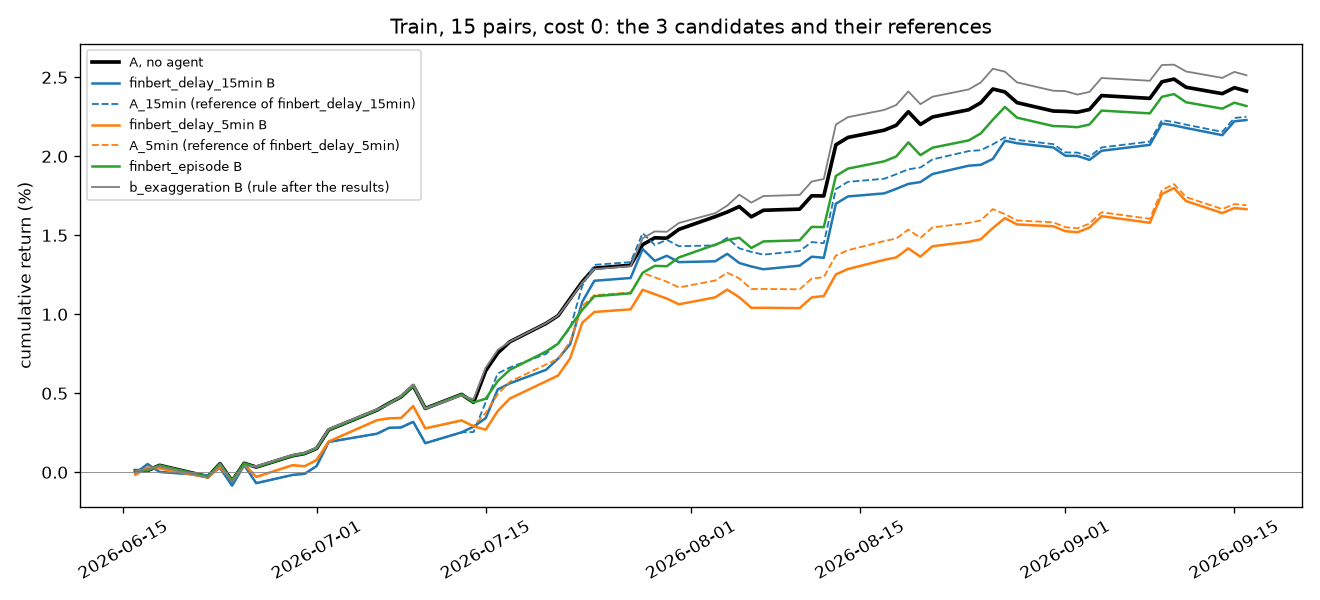 Train, 15 pairs, cost 0: the 3 candidates and their references
A, no agent
finbert_delay_15min B
A_15min (reference of finbert_delay_15min)
finbert_delay_5min B
A_5min (reference of finbert_delay_5min)
finbert_episode B
b_exaggeration B (rule after the results)
cumulative return (%)
2.5
2.0
1.5
1.0
0.5
0.0
2026-06-15
2026-07-01
2026-07-15
2026-08-01
2026-08-15
2026-09-01
2026-09-15